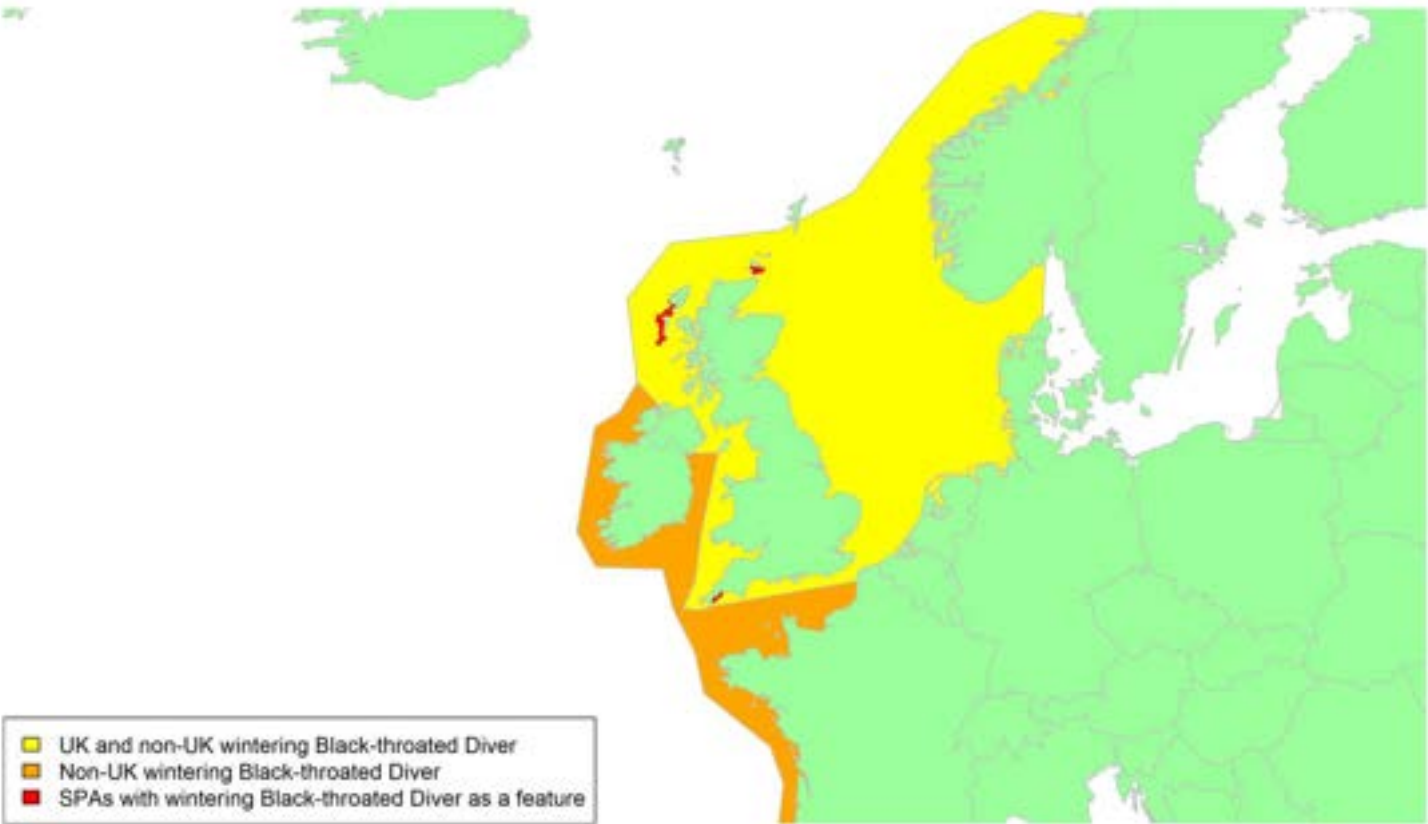 UK and non-UK wintering Black-throated Diver
Non-UK wintering Black-throated Diver
SPAs with wintering Black-throated Diver as a feature